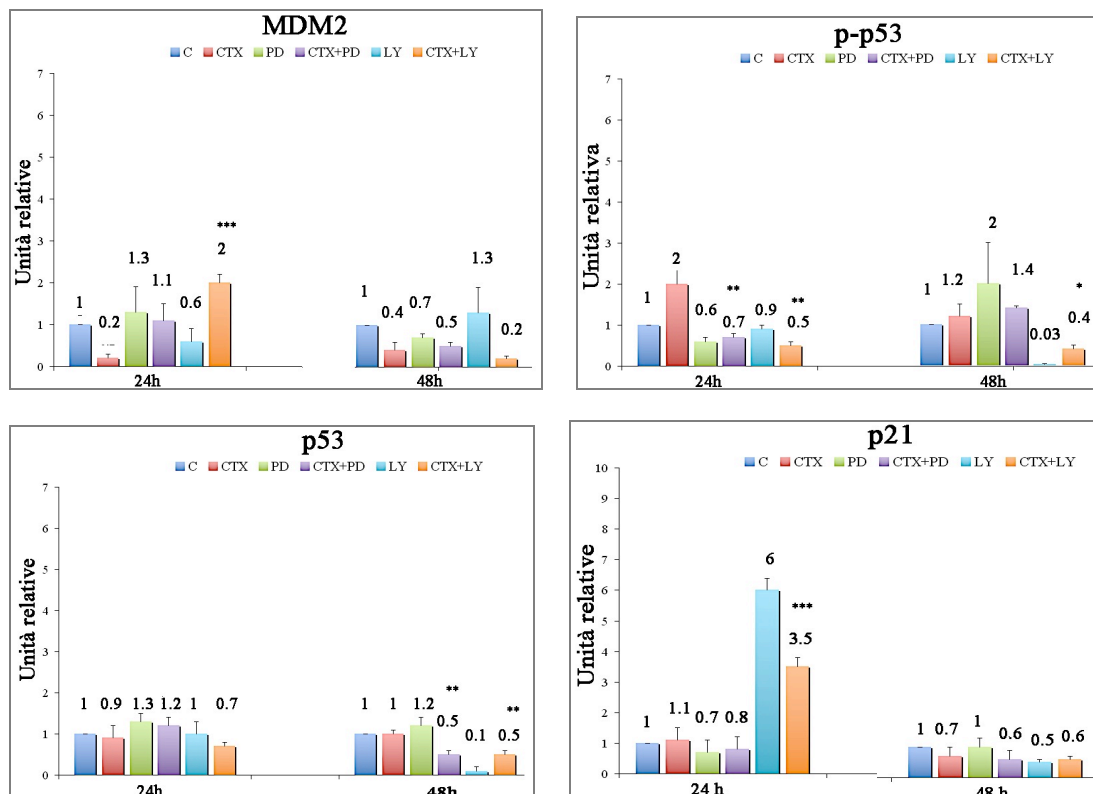 MDM2
C CTX PD CTX+PD LY CTX+LY
Unità relative
7
6
5
4
3
2
1
0
1 0.2 1.3 1.1 0.6 2 ***
1 0.4 0.7 0.5 1.3 0.2
24h 48h
p-p53
C CTX PD CTX+PD LY CTX+LY
Unità relativa
7
6
5
4
3
2
1
0
1 2 0.6 0.7 ** 0.9 0.5 **
1 1.2 2 1.4 0.03 0.4 *
24h 48h
p53
C CTX PD CTX+PD LY CTX+LY
Unità relative
7
6
5
4
3
2
1
0
1 0.9 1.3 1.2 1 0.7
1 1 1.2 0.5 ** 0.1 0.5 **
24h 48h
p21
C CTX PD CTX+PD LY CTX+LY
Unità relative
10
9
8
7
6
5
4
3
2
1
0
1 1.1 0.7 0.8 6 3.5 ***
1 0.7 1 0.6 0.5 0.6
24 h 48 h